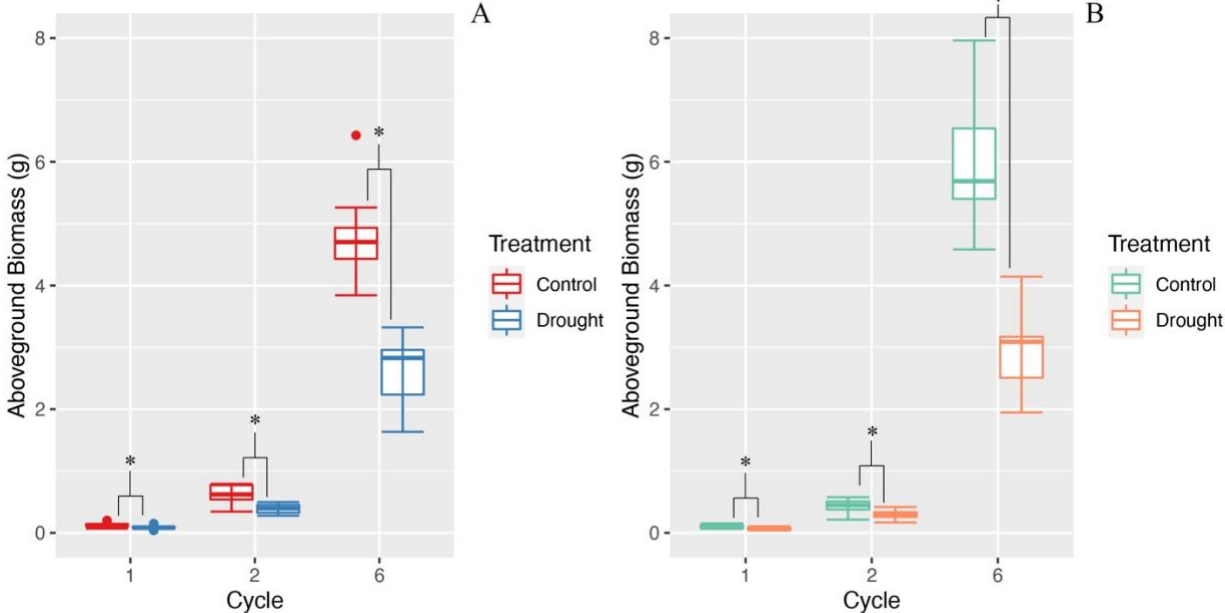 A
Aboveground Biomass (g)
8
6
4
2
0
*
*
*
1
2
6
Cycle
Treatment
Control
Drought
B
Aboveground Biomass (g)
8
6
4
2
0
*
*
1
2
6
Cycle
Treatment
Control
Drought